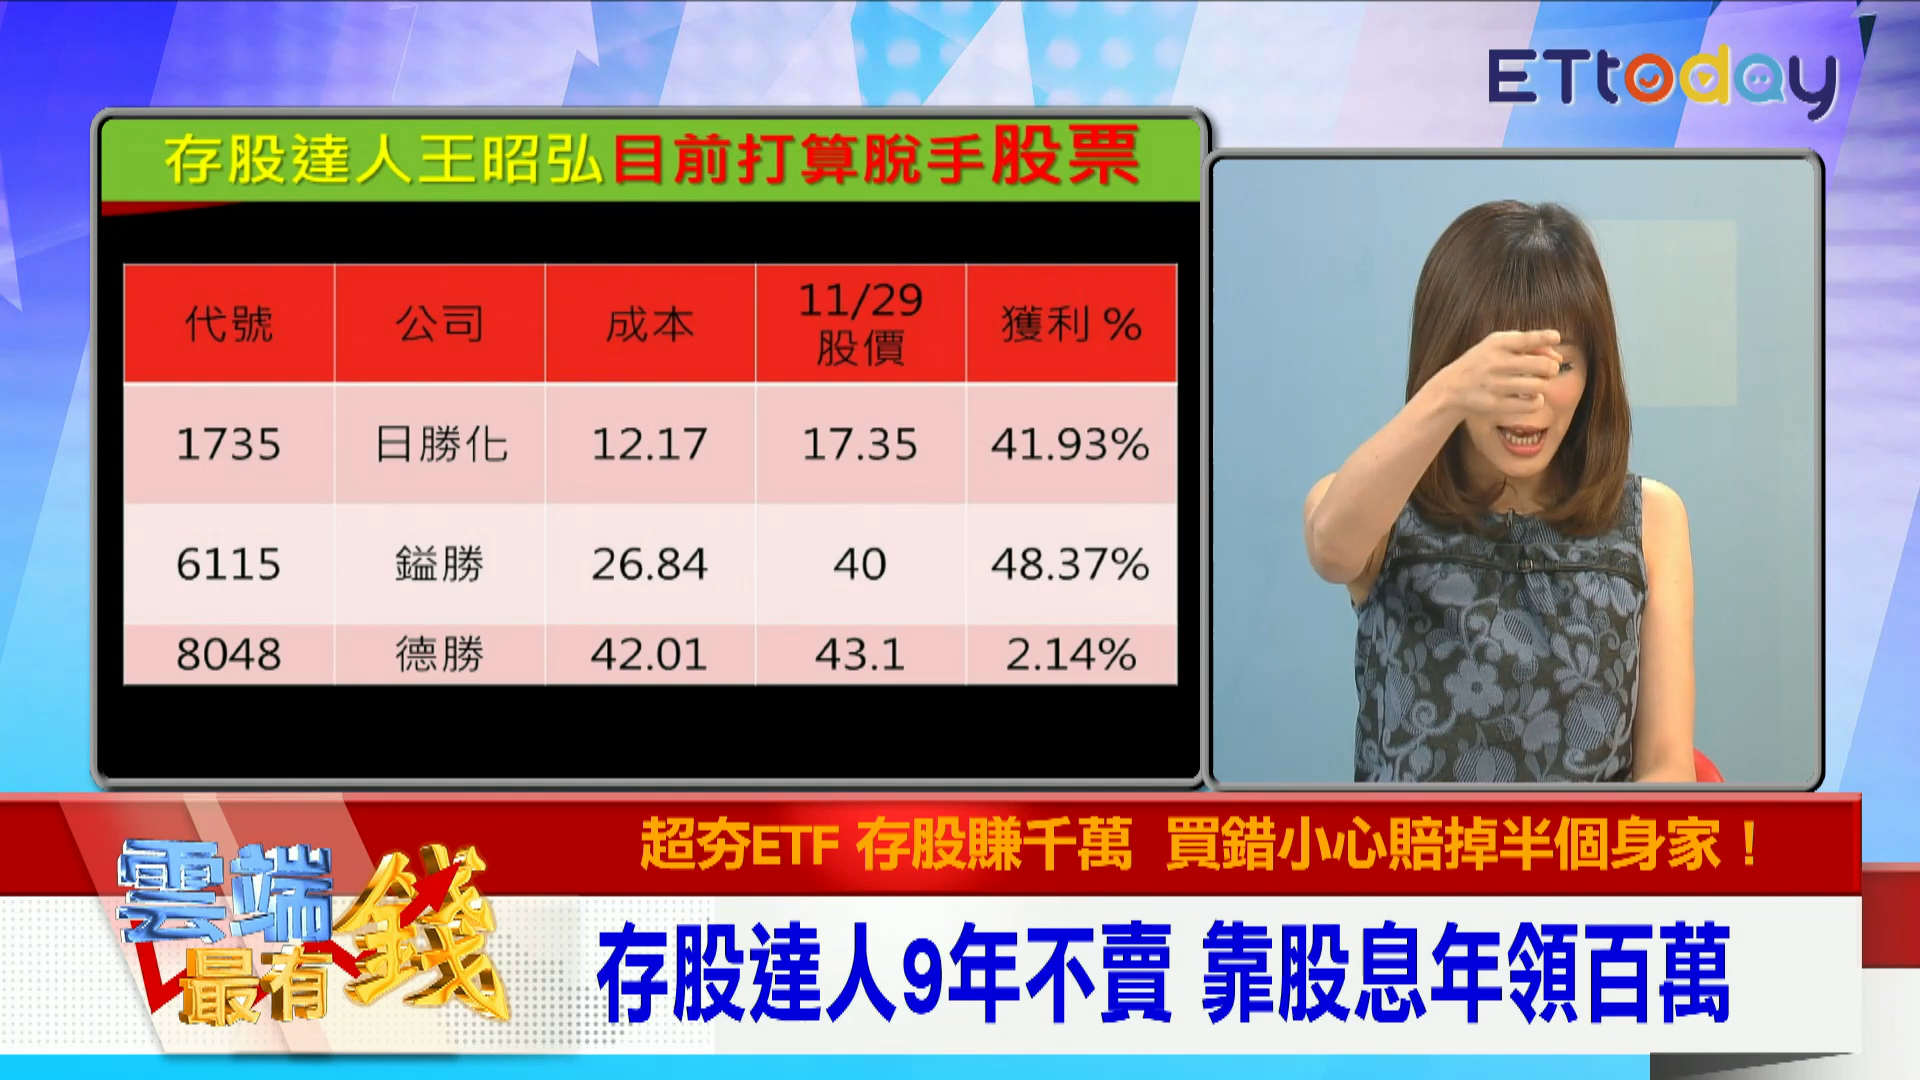 ETtoday
存股達人王昭弘目前打算脫手股票
代號 公司 成本 11/29 股價 獲利 %
1735 日勝化 12.17 17.35 41.93%
6115 鎰勝 26.84 40 48.37%
8048 德勝 42.01 43.1 2.14%
超夯ETF 存股賺千萬 買錯小心賠掉半個身家！
雲端最有錢
存股達人9年不賣 靠股息年領百萬